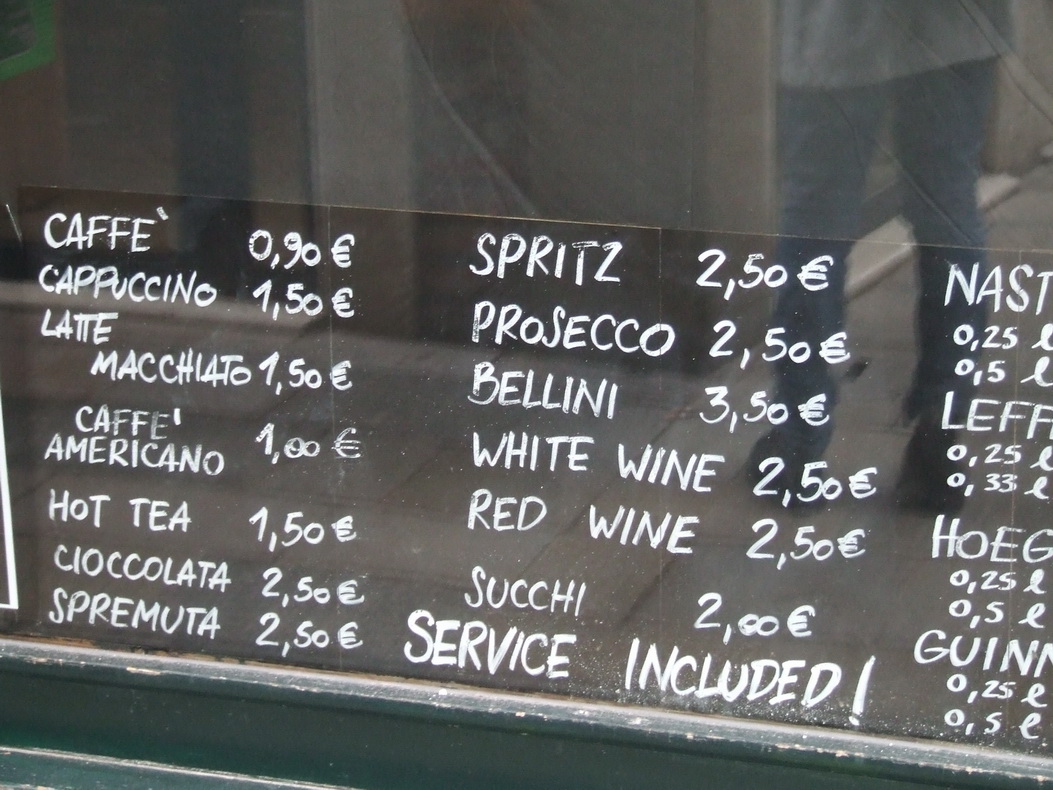 CAFFE` 0,90 €
CAPPUCCINO 1,50 €
LATTE
MACCHIATO 1,50 €
CAFFE'
AMERICANO 1,00 €
HOT TEA 1,50 €
CIOCCOLATA 2,50 €
SPREMUTA 2,50 €
SPRITZ 2,50 €
PROSECCO 2,50 €
BELLINI 3,50 €
WHITE WINE 2,50 €
RED WINE 2,50 €
SUCCHI 2,00 €
SERVICE INCLUDED!
NAST
0,25 l
0,5 l
LEFF
0,25 l
0,33 l
HOEG
0,25 l
0,5 l
GUINN
0,25 l
0,5 l